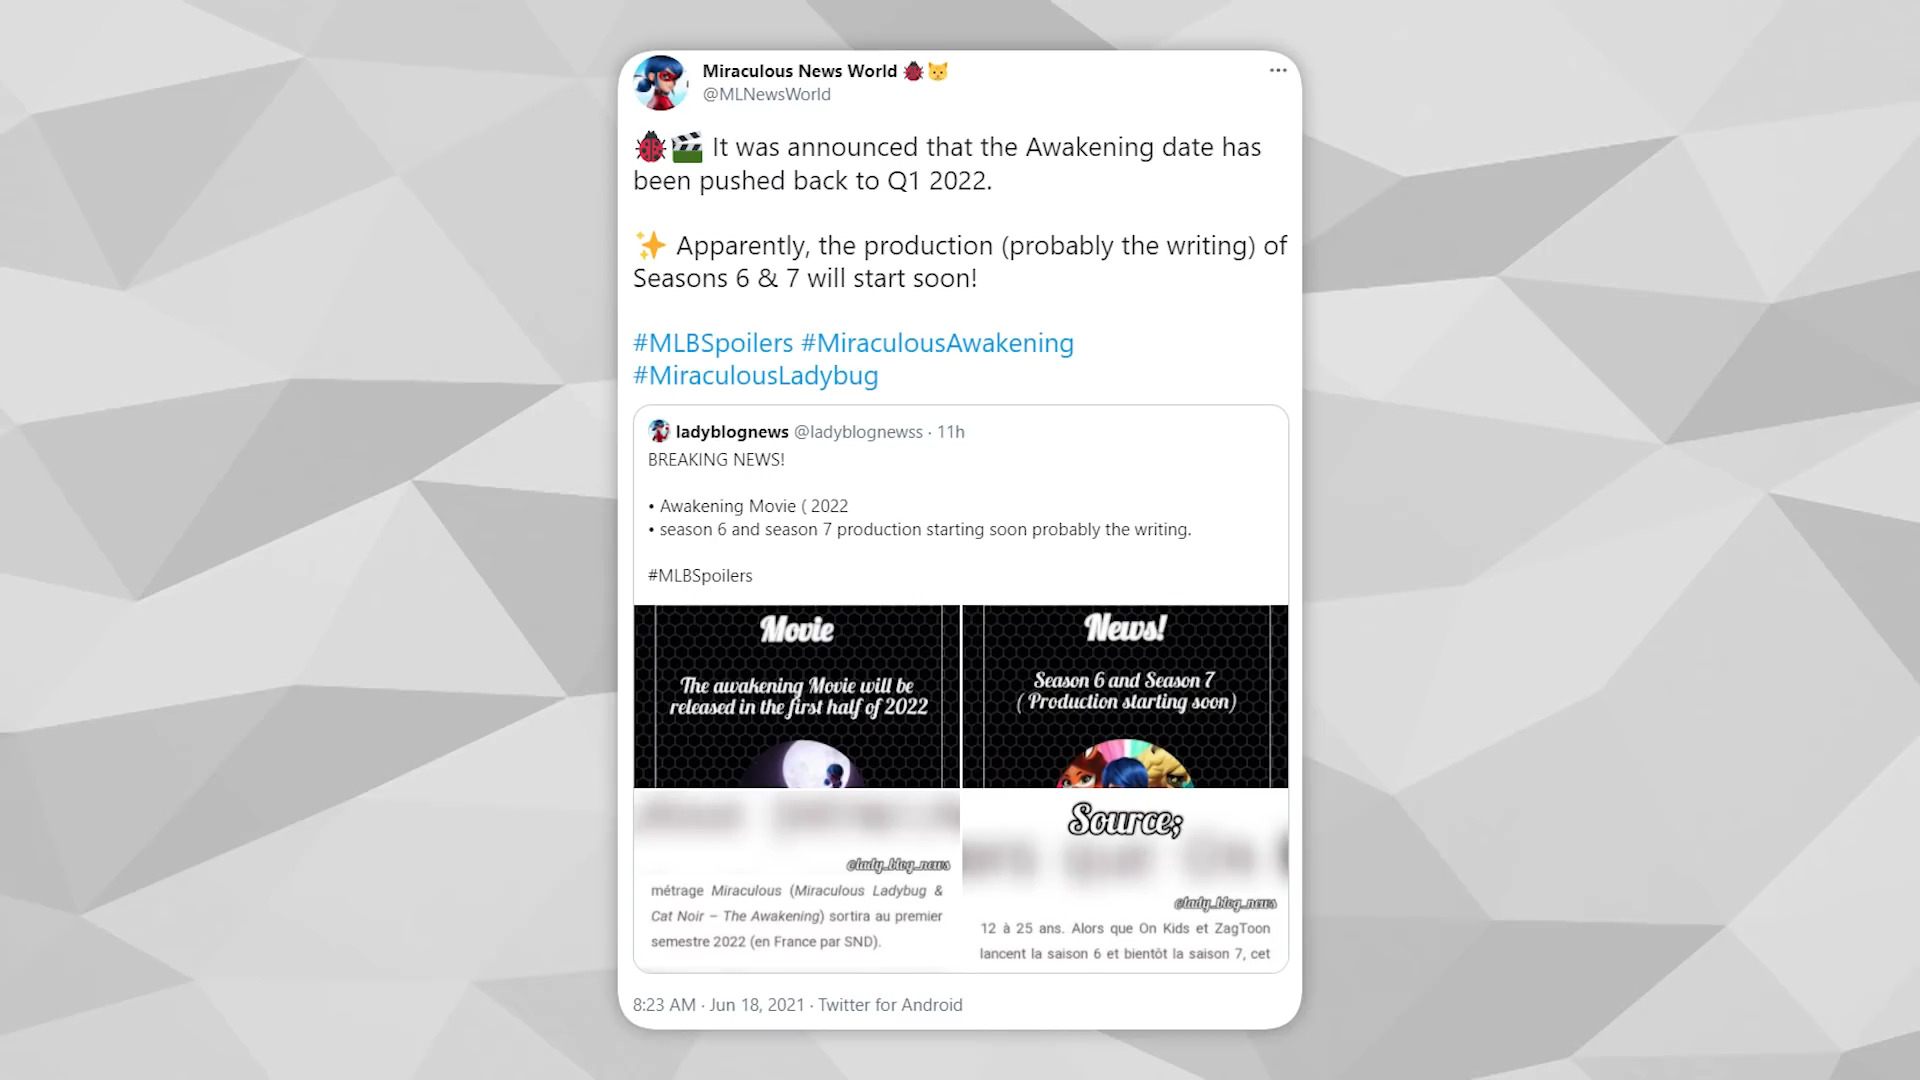 Miraculous News World 🐞 🐱
@MLNewsWorld
🐞🎬 It was announced that the Awakening date has
been pushed back to Q1 2022.
✨ Apparently, the production (probably the writing) of
Seasons 6 & 7 will start soon!
#MLBSpoilers #MiraculousAwakening
#MiraculousLadybug
ladyblognews @ladyblognewss · 11h
BREAKING NEWS!
• Awakening Movie ( 2022
• season 6 and season 7 production starting soon probably the writing.
#MLBSpoilers
Movie
The awakening Movie will be
released in the first half of 2022
News!
Season 6 and Season 7
( Production starting soon)
@lady_blog_news
métrage Miraculous (Miraculous Ladybug &
Cat Noir – The Awakening) sortira au premier
semestre 2022 (en France par SND).
Source;
que On
@lady_blog_news
12 à 25 ans. Alors que On Kids et ZagToon
lancent la saison 6 et bientôt la saison 7, cet
8:23 AM · Jun 18, 2021 · Twitter for Android